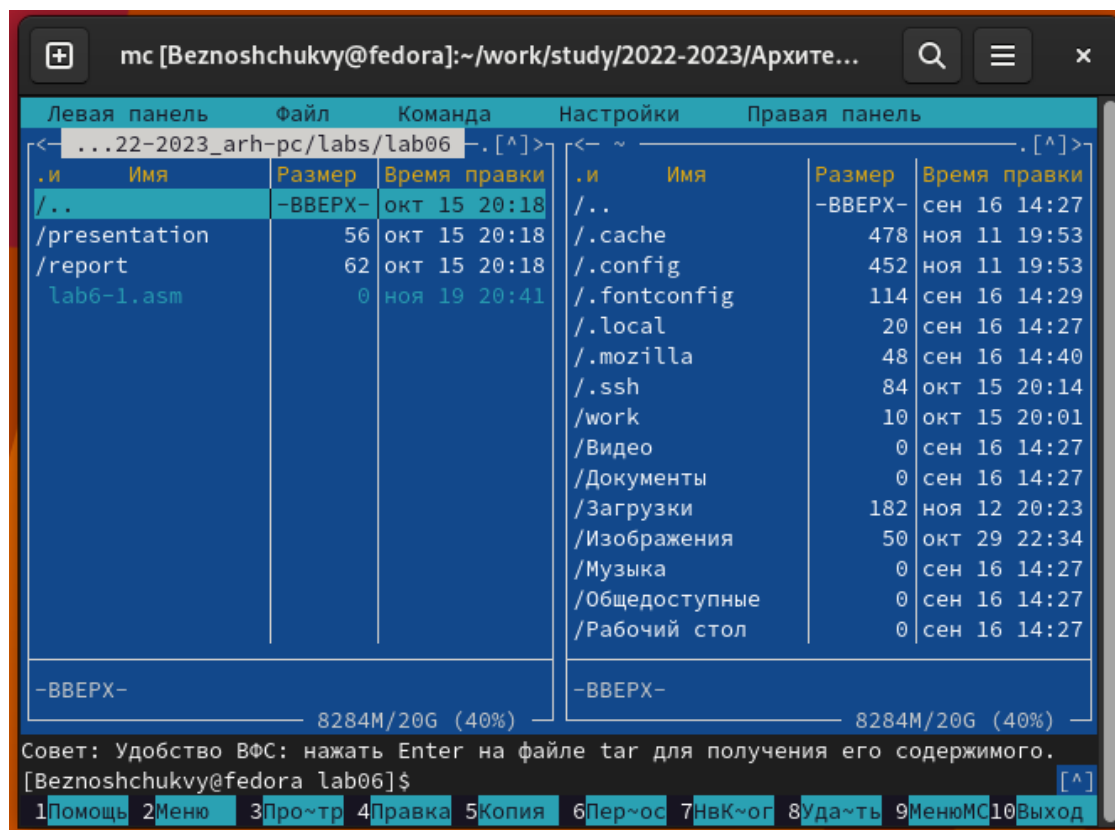 mc [Beznoshchukvy@fedora]:~/work/study/2022-2023/Архите...
Левая панель Файл Команда Настройки Правая панель
<— ...22-2023_arh-pc/labs/lab06 —.[^]> <— ~ —.[^]>
.и Имя Размер Время правки .и Имя Размер Время правки
/.. -ВВЕРХ- окт 15 20:18 /.. -ВВЕРХ- сен 16 14:27
/presentation 56 окт 15 20:18 /.cache 478 ноя 11 19:53
/report 62 окт 15 20:18 /.config 452 ноя 11 19:53
lab6-1.asm 0 ноя 19 20:41 /.fontconfig 114 сен 16 14:29
/.local 20 сен 16 14:27
/.mozilla 48 сен 16 14:40
/.ssh 84 окт 15 20:14
/work 10 окт 15 20:01
/Видео 0 сен 16 14:27
/Документы 0 сен 16 14:27
/Загрузки 182 ноя 12 20:23
/Изображения 50 окт 29 22:34
/Музыка 0 сен 16 14:27
/Общедоступные 0 сен 16 14:27
/Рабочий стол 0 сен 16 14:27
-ВВЕРХ- -ВВЕРХ-
8284M/20G (40%) 8284M/20G (40%)
Совет: Удобство ВФС: нажать Enter на файле tar для получения его содержимого.
[Beznoshchukvy@fedora lab06]$ [^]
1Помощь 2Меню 3Про~тр 4Правка 5Копия 6Пер~ос 7НвК~ог 8Уда~ть 9МенюМС 10Выход